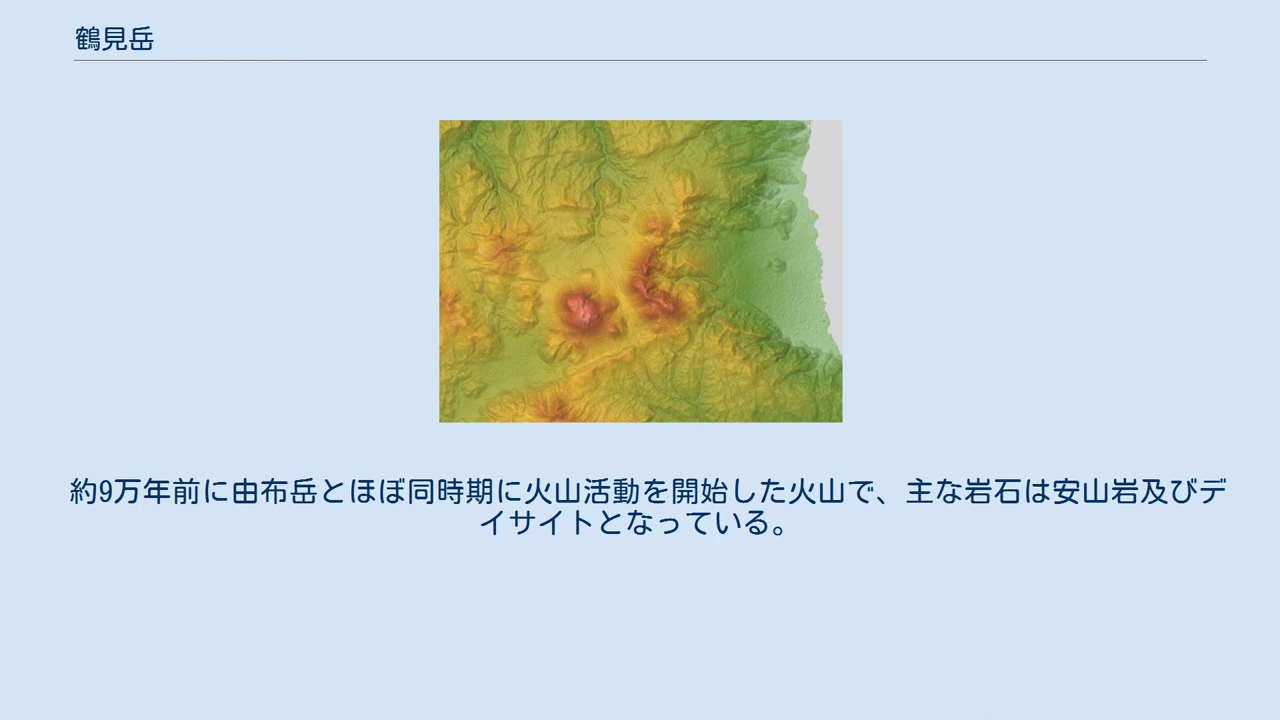 鶴見岳
約9万年前に由布岳とほぼ同時期に火山活動を開始した火山で、主な岩石は安山岩及びデ
イサイトとなっている。